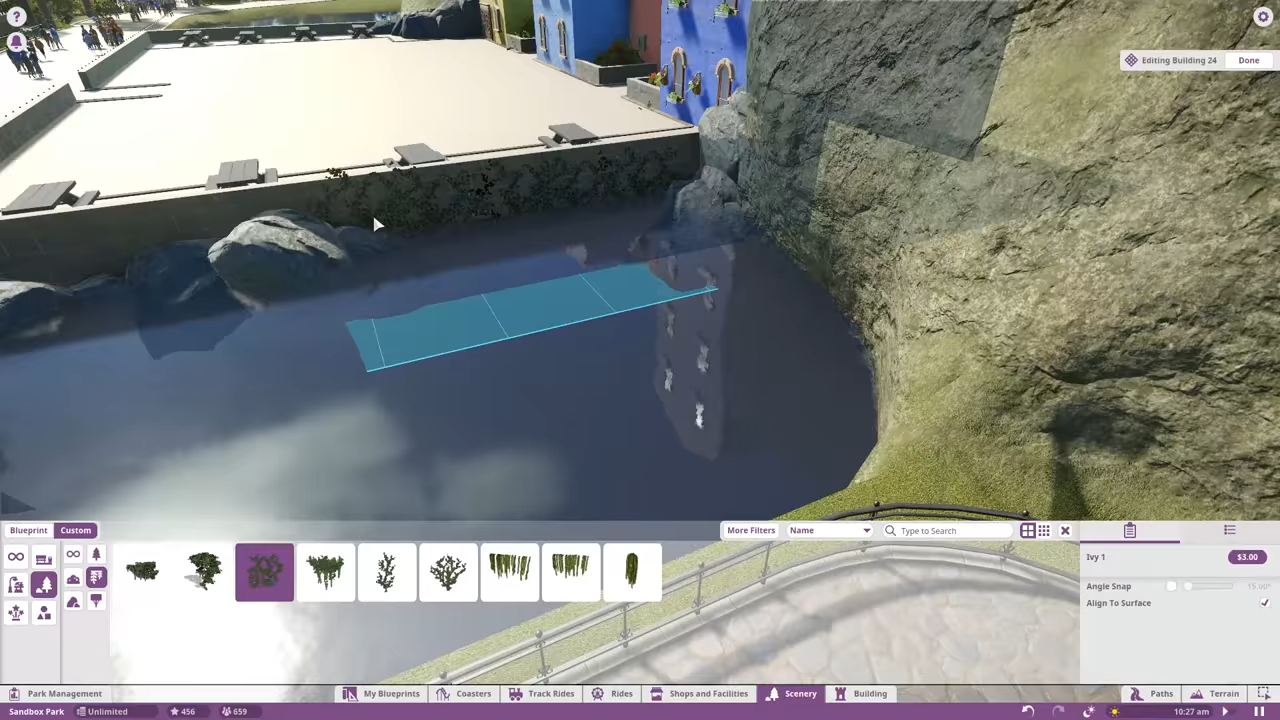 ?
Editing Building 24 Done
Blueprint Custom
More Filters Name Type to Search
Ivy 1 $3.00
Angle Snap 15.00°
Align To Surface
Park Management My Blueprints Coasters Track Rides Rides Shops and Facilities Scenery Building Paths Terrain
Sandbox Park Unlimited 456 659 10:27 am